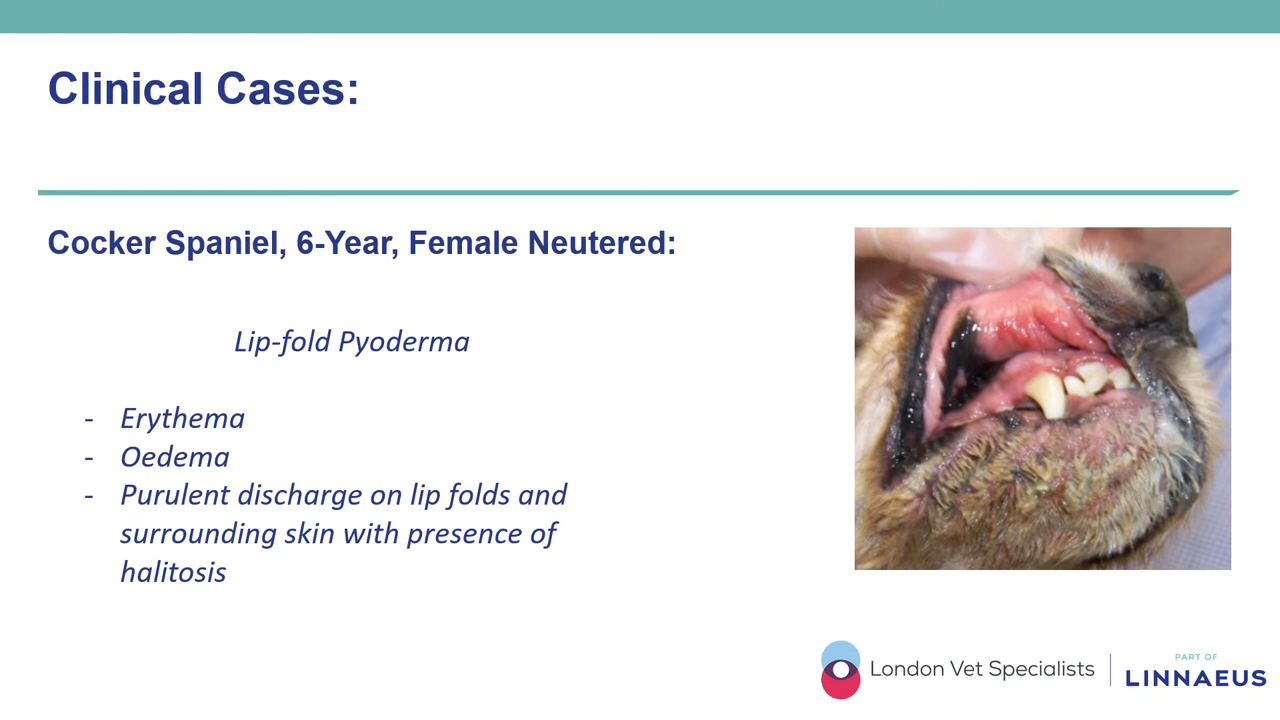 Clinical Cases:
Cocker Spaniel, 6-Year, Female Neutered:
Lip-fold Pyoderma
- Erythema
- Oedema
- Purulent discharge on lip folds and
surrounding skin with presence of
halitosis
London Vet Specialists
PART OF
LINNAEUS